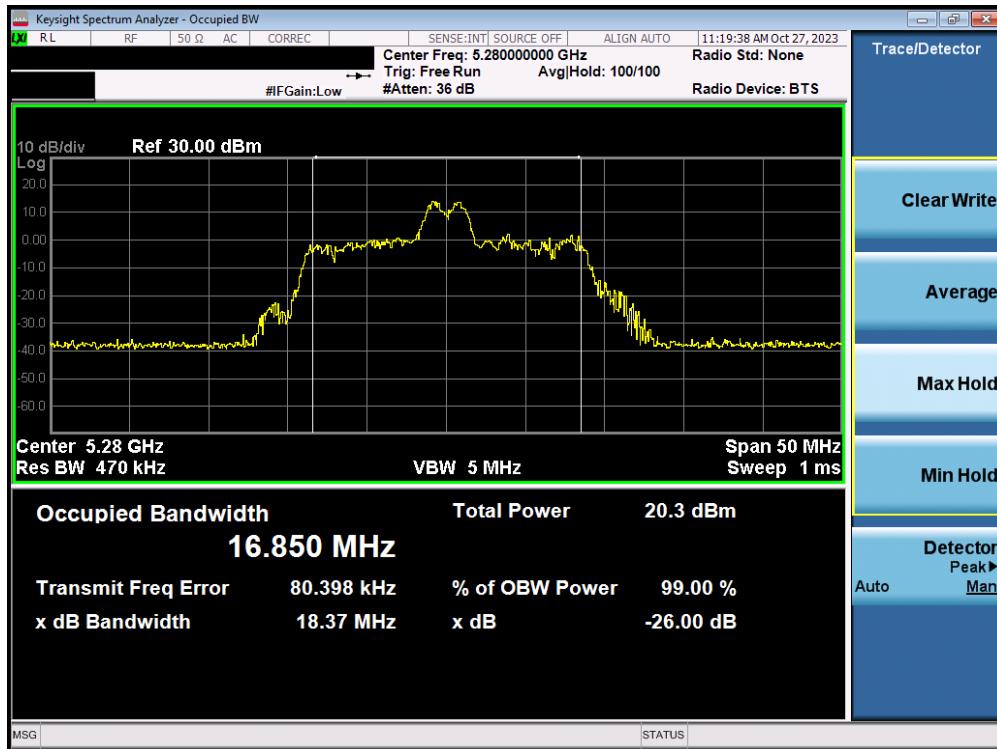 Keysight Spectrum Analyzer - Occupied BW
LXI RL RF 50 Ω AC CORREC SENSE:INT SOURCE OFF ALIGN AUTO 11:19:38 AM Oct 27, 2023
Center Freq: 5.280000000 GHz Radio Std: None
Trig: Free Run Avg|Hold: 100/100
#IFGain:Low #Atten: 36 dB Radio Device: BTS
Trace/Detector
10 dB/div Ref 30.00 dBm
Log
20.0
10.0
0.00
-10.0
-20.0
-30.0
-40.0
-50.0
-60.0
Center 5.28 GHz Span 50 MHz
Res BW 470 kHz VBW 5 MHz Sweep 1 ms
Occupied Bandwidth Total Power 20.3 dBm
16.850 MHz
Transmit Freq Error 80.398 kHz % of OBW Power 99.00 %
x dB Bandwidth 18.37 MHz x dB -26.00 dB
Clear Write
Average
Max Hold
Min Hold
Detector
Peak▶
Auto Man
MSG STATUS